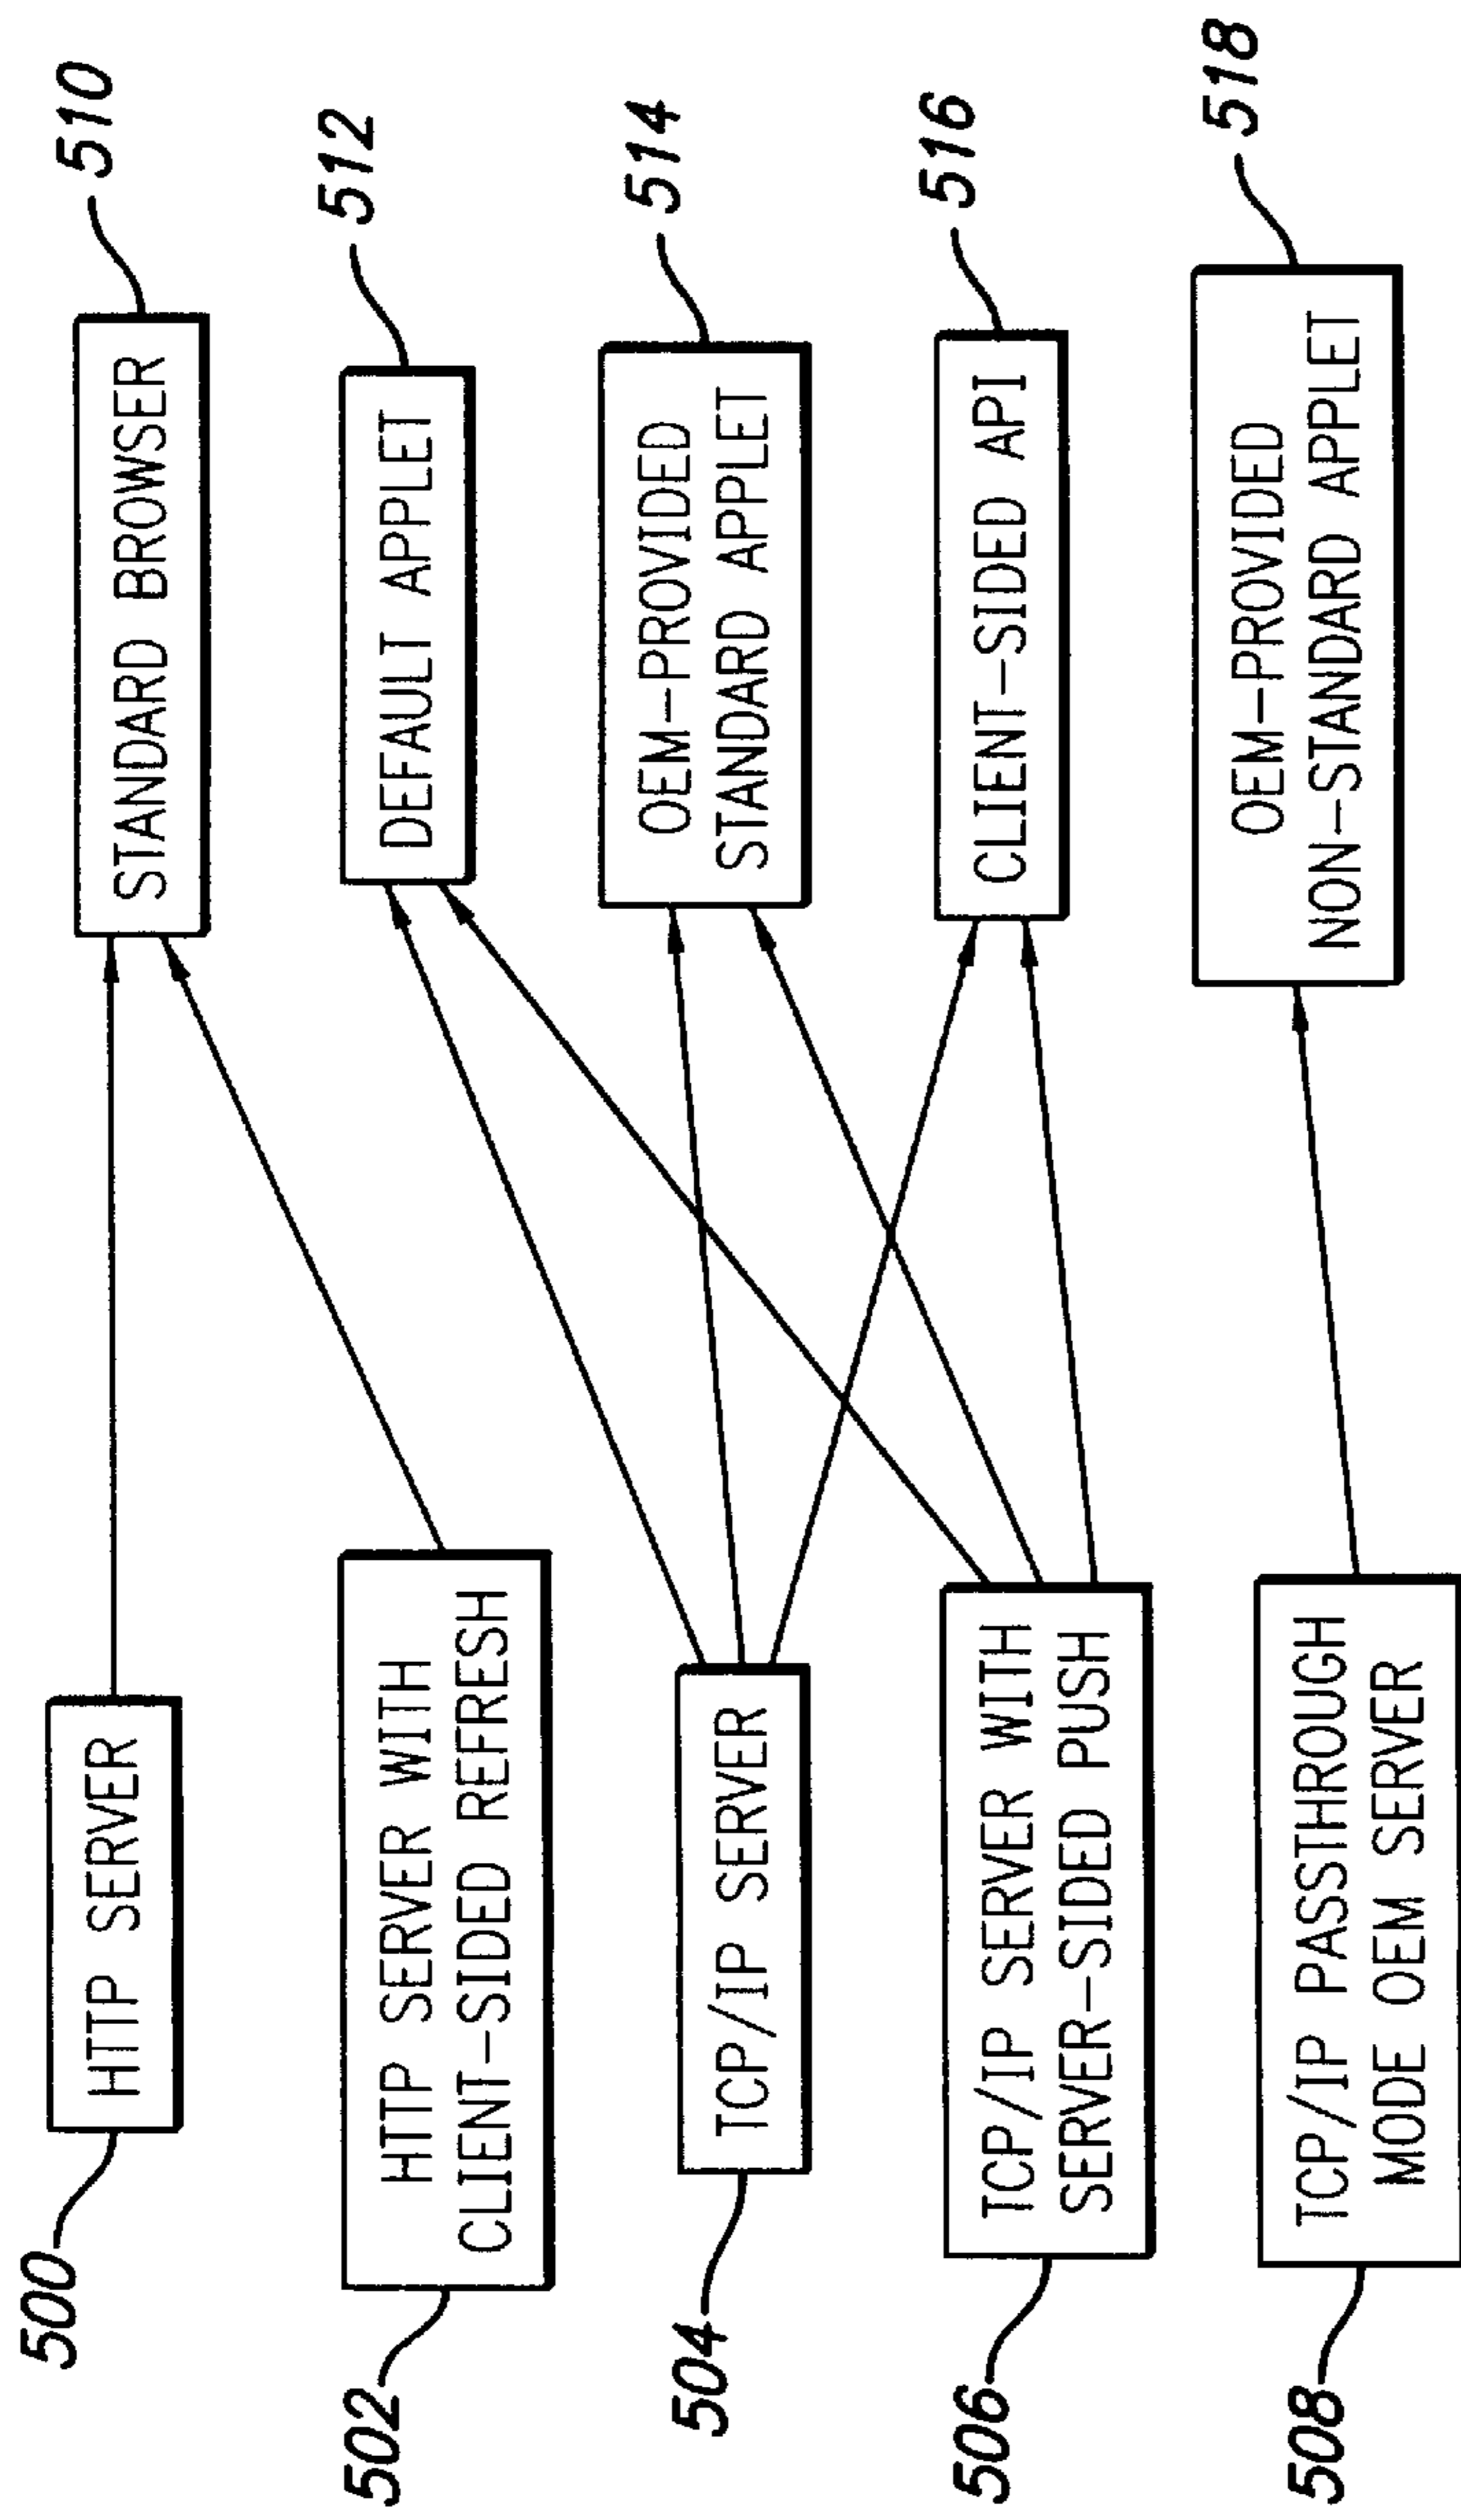 500
HTTP SERVER
STANDARD BROWSER
510
502
HTTP SERVER WITH
CLIENT-SIDED REFRESH
DEFAULT APPLET
512
504
TCP/IP SERVER
OEM-PROVIDED
STANDARD APPLET
514
506
TCP/IP SERVER WITH
SERVER-SIDED PUSH
CLIENT-SIDED API
516
508
TCP/IP PASSTHROUGH
MODE OEM SERVER
OEM-PROVIDED
NON-STANDARD APPLET
518